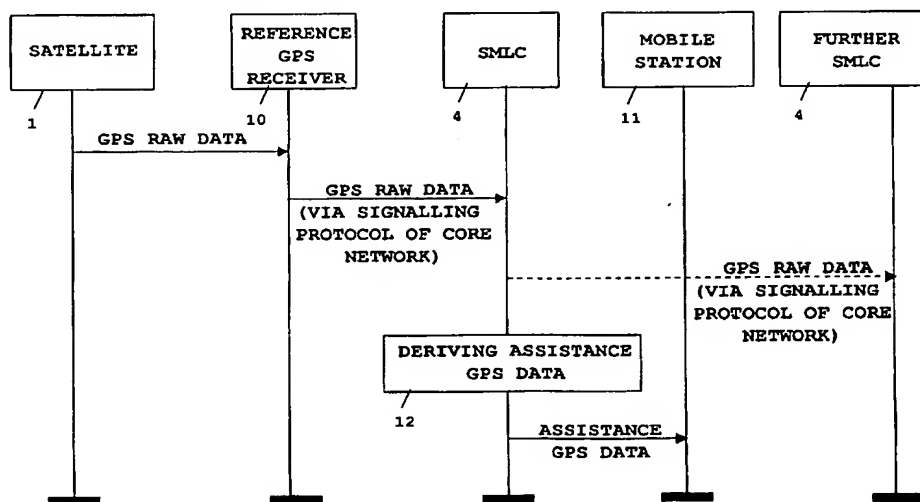 SATELLITE
REFERENCE
GPS
RECEIVER
SMLC
MOBILE
STATION
FURTHER
SMLC
1
10
4
11
4
GPS RAW DATA
GPS RAW DATA
(VIA SIGNALLING
PROTOCOL OF CORE
NETWORK)
GPS RAW DATA
(VIA SIGNALLING
PROTOCOL OF CORE
NETWORK)
DERIVING ASSISTANCE
GPS DATA
12
ASSISTANCE
GPS DATA